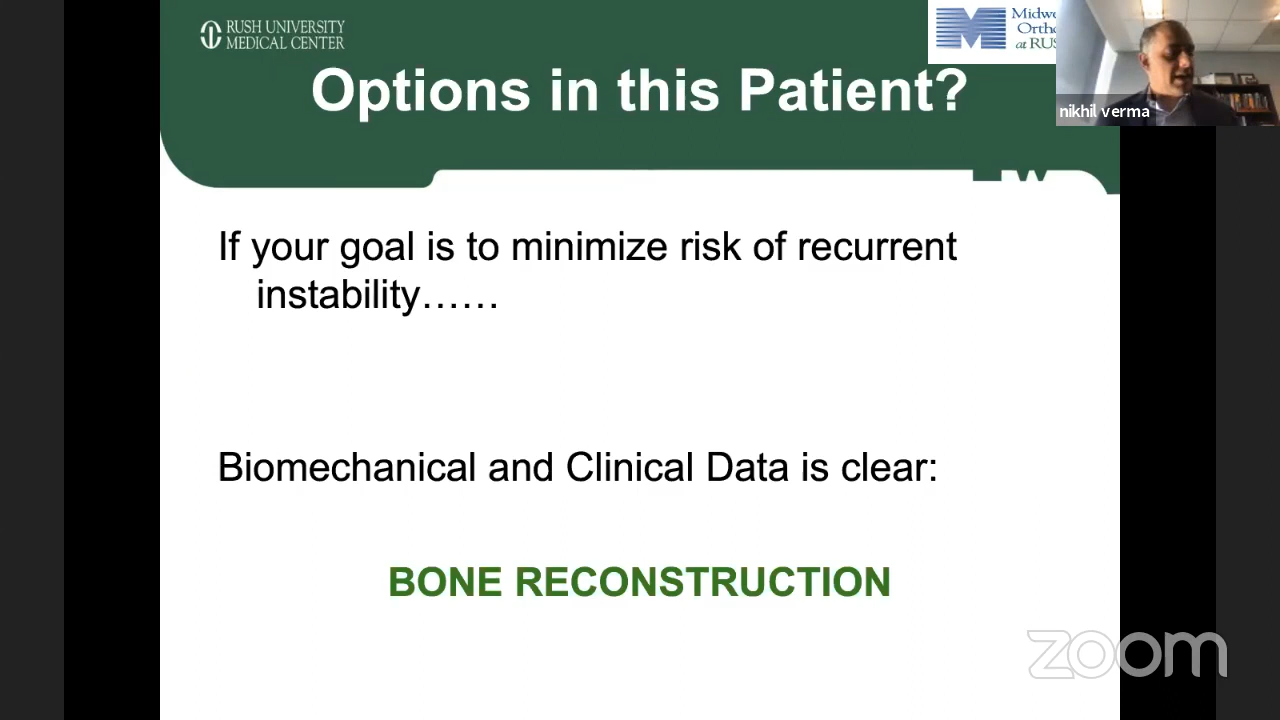 RUSH UNIVERSITY
MEDICAL CENTER
Options in this Patient?
nikhil verma
If your goal is to minimize risk of recurrent
instability……
Biomechanical and Clinical Data is clear:
BONE RECONSTRUCTION
zoom
at